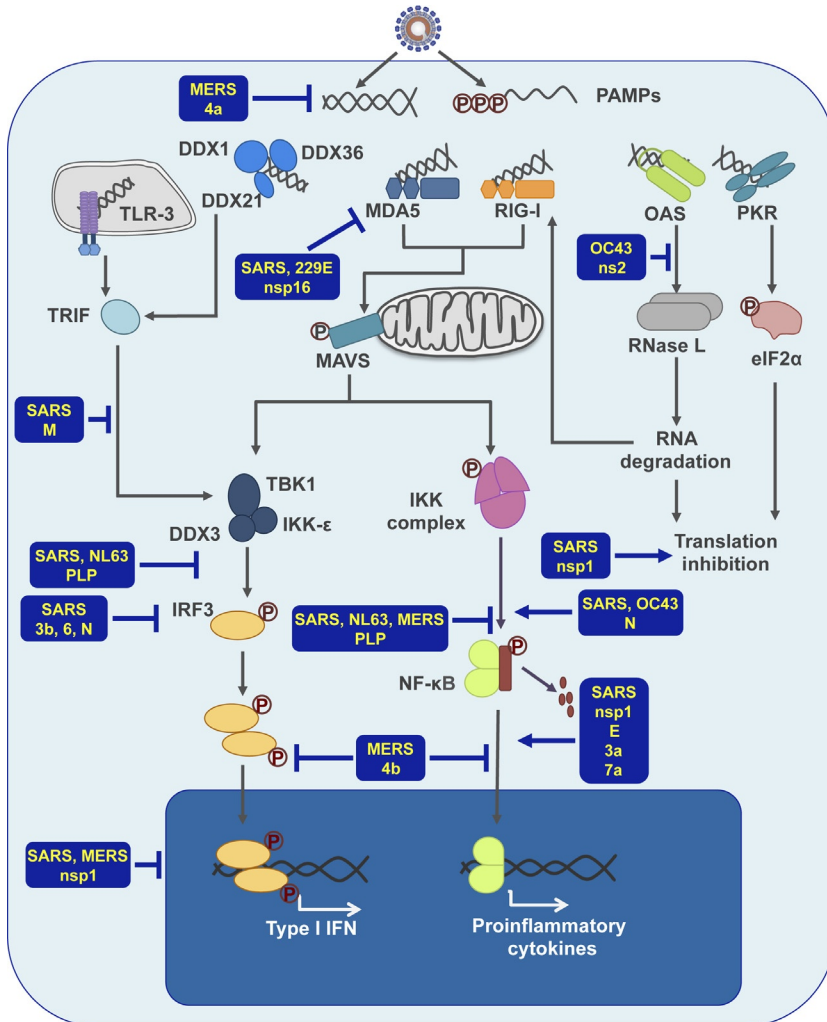 MERS
4a
P P P
PAMPs
DDX1
DDX36
DDX21
TLR-3
MDA5
RIG-I
OAS
PKR
SARS, 229E
nsp16
OC43
ns2
TRIF
P
MAVS
RNase L
P
eIF2α
SARS
M
RNA
degradation
TBK1
IKK-ε
DDX3
P
IKK
complex
SARS, NL63
PLP
SARS
nsp1
Translation
inhibition
SARS
3b, 6, N
IRF3
P
SARS, NL63, MERS
PLP
SARS, OC43
N
NF-κB
P
SARS
nsp1
E
3a
7a
P
P
MERS
4b
SARS, MERS
nsp1
P
P
Type I IFN
Proinflammatory
cytokines